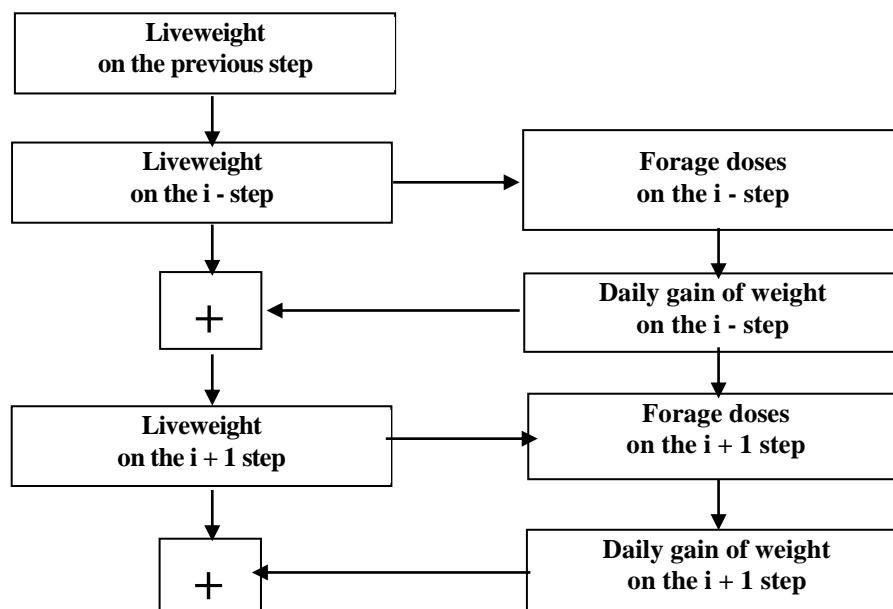 Liveweight
on the previous step
Liveweight
on the i - step
Forage doses
on the i - step
+
Daily gain of weight
on the i - step
Liveweight
on the i + 1 step
Forage doses
on the i + 1 step
+
Daily gain of weight
on the i + 1 step